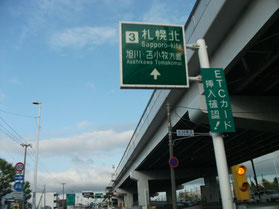 3 札幌北
Sapporo-kita
旭川・苫小牧方面
Asahikawa Tomakomai
ETCカード
挿入確認!